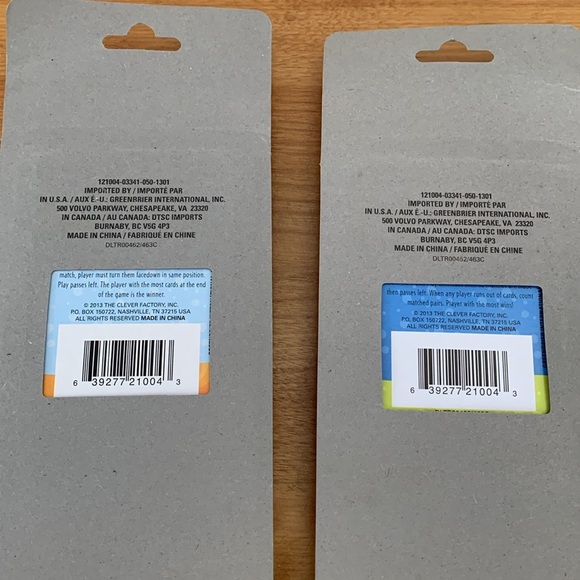 121004-03341-050-1301
IMPORTED BY / IMPORTÉ PAR
IN U.S.A. / AUX É.-U.: GREENBRIER INTERNATIONAL, INC.
500 VOLVO PARKWAY, CHESAPEAKE, VA 23320
IN CANADA / AU CANADA: DTSC IMPORTS
BURNABY, BC V5G 4P3
MADE IN CHINA / FABRIQUÉ EN CHINE
DLTR00462/463C
match, player must turn them facedown in same position.
Play passes left. The player with the most cards at the end
of the game is the winner.
© 2013 THE CLEVER FACTORY, INC.
P.O. BOX 150722, NASHVILLE, TN 37215 USA
ALL RIGHTS RESERVED MADE IN CHINA
6 39277 21004 3
121004-03341-050-1301
IMPORTED BY / IMPORTÉ PAR
IN U.S.A. / AUX É.-U.: GREENBRIER INTERNATIONAL, INC.
500 VOLVO PARKWAY, CHESAPEAKE, VA 23320
IN CANADA / AU CANADA: DTSC IMPORTS
BURNABY, BC V5G 4P3
MADE IN CHINA / FABRIQUÉ EN CHINE
DLTR00462/463C
then passes left. When any player runs out of cards, count
matched pairs. Player with the most wins!
© 2013 THE CLEVER FACTORY, INC.
P.O. BOX 150722, NASHVILLE, TN 37215 USA
ALL RIGHTS RESERVED MADE IN CHINA
6 39277 21004 3